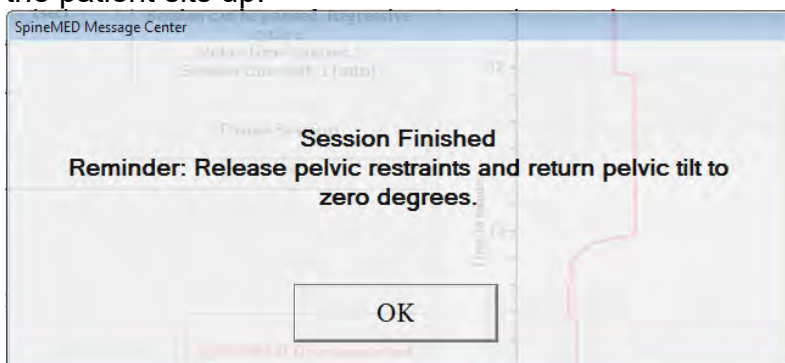 the patient sits up.
SpineMED Message Center
Session Finished
Reminder: Release pelvic restraints and return pelvic tilt to
zero degrees.
OK